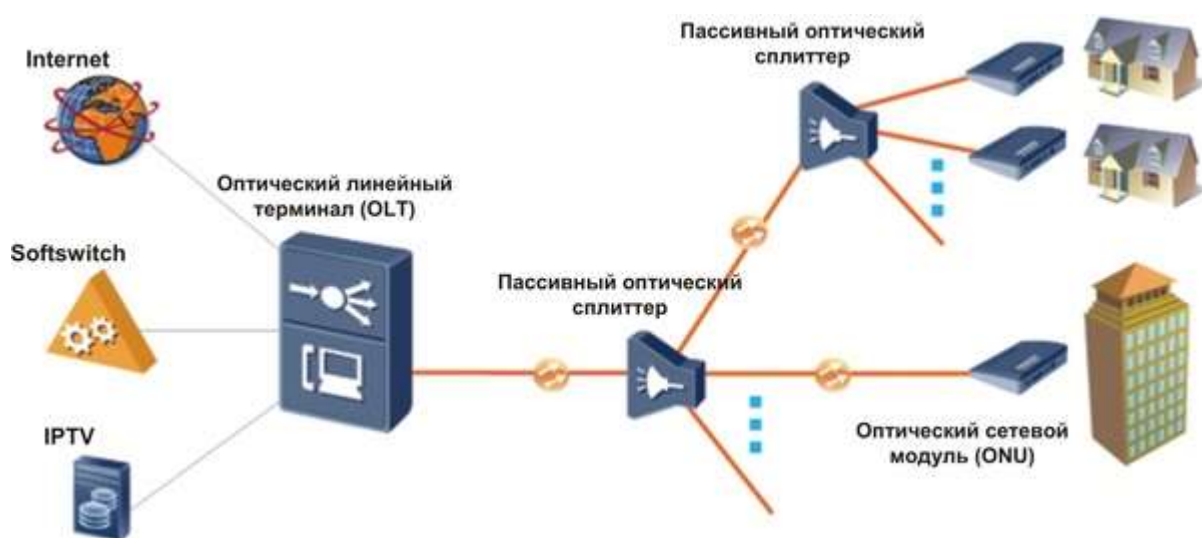 Пассивный оптический
сплиттер
Internet
Оптический линейный
терминал (OLT)
Softswitch
Пассивный оптический
сплиттер
IPTV
Оптический сетевой
модуль (ONU)